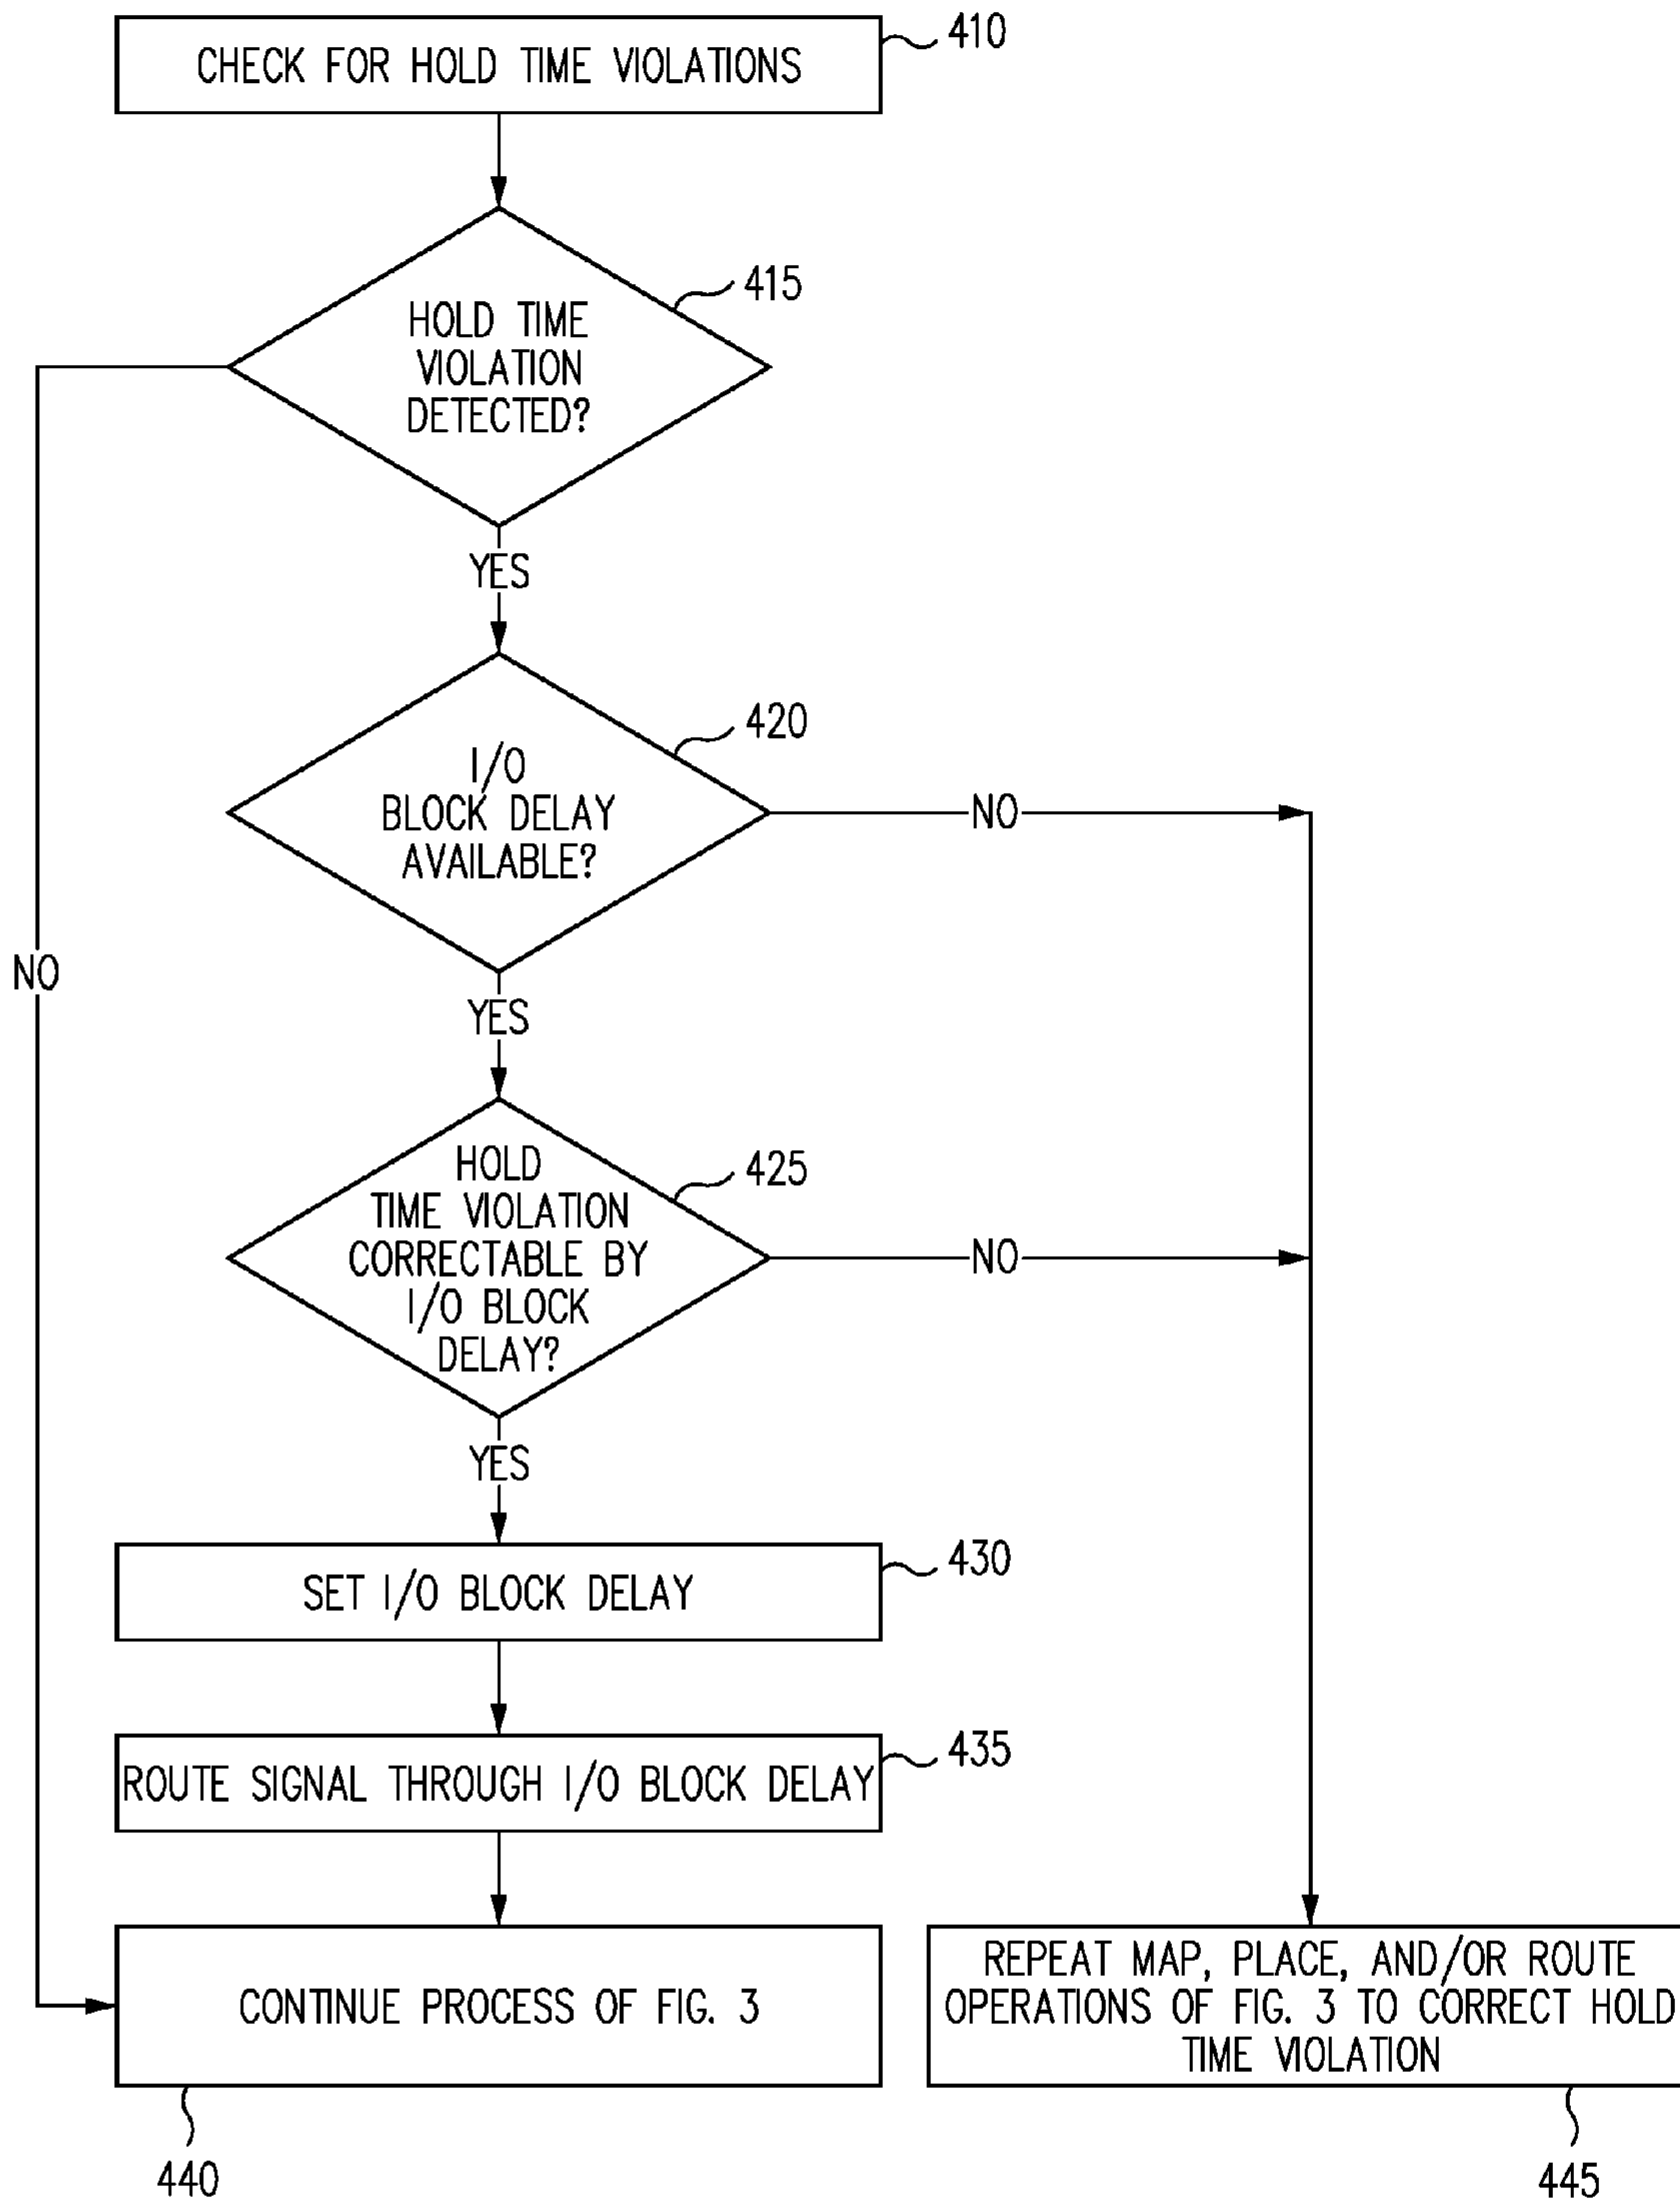 CHECK FOR HOLD TIME VIOLATIONS
410
HOLD TIME
VIOLATION
DETECTED?
415
YES
I/O
BLOCK DELAY
AVAILABLE?
420
NO
NO
YES
HOLD
TIME VIOLATION
CORRECTABLE BY
I/O BLOCK
DELAY?
425
NO
YES
SET I/O BLOCK DELAY
430
ROUTE SIGNAL THROUGH I/O BLOCK DELAY
435
CONTINUE PROCESS OF FIG. 3
440
REPEAT MAP, PLACE, AND/OR ROUTE
OPERATIONS OF FIG. 3 TO CORRECT HOLD
TIME VIOLATION
445